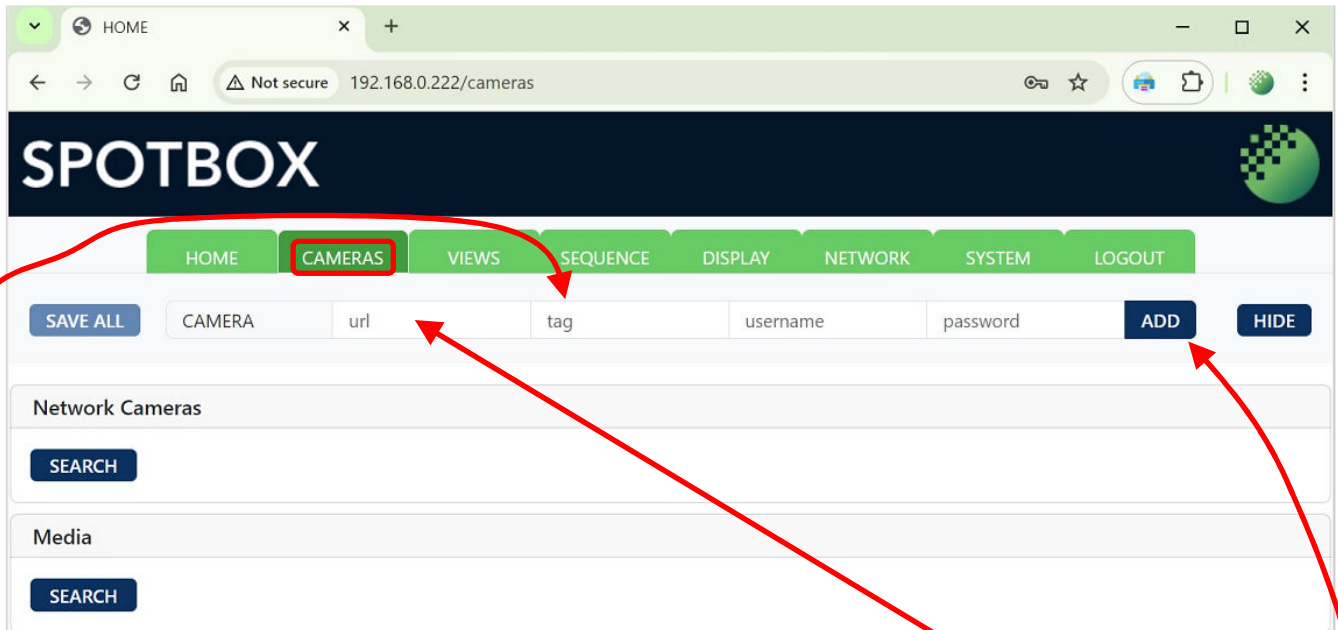 HOME
Not secure 192.168.0.222/cameras
SPOTBOX
HOME CAMERAS VIEWS SEQUENCE DISPLAY NETWORK SYSTEM LOGOUT
SAVE ALL CAMERA url tag username password ADD HIDE
Network Cameras
SEARCH
Media
SEARCH